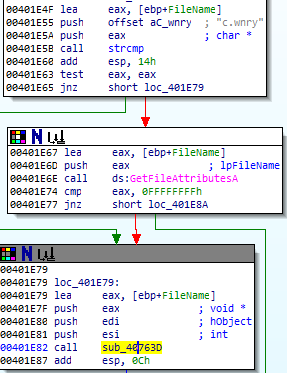 00401E4F lea     eax, [ebp+FileName]
00401E55 push    offset aC_wnry  ; "c.wnry"
00401E5A push    eax             ; char *
00401E5B call    strcmp
00401E60 add     esp, 14h
00401E63 test    eax, eax
00401E65 jnz     short loc_401E79
00401E67 lea     eax, [ebp+FileName]
00401E6D push    eax             ; lpFileName
00401E6E call    ds:GetFileAttributesA
00401E74 cmp     eax, 0FFFFFFFFh
00401E77 jnz     short loc_401E8A
00401E79
00401E79 loc_401E79:
00401E79 lea     eax, [ebp+FileName]
00401E7F push    eax             ; void *
00401E80 push    edi             ; hObject
00401E81 push    esi             ; int
00401E82 call    sub_40763D
00401E87 add     esp, 0Ch